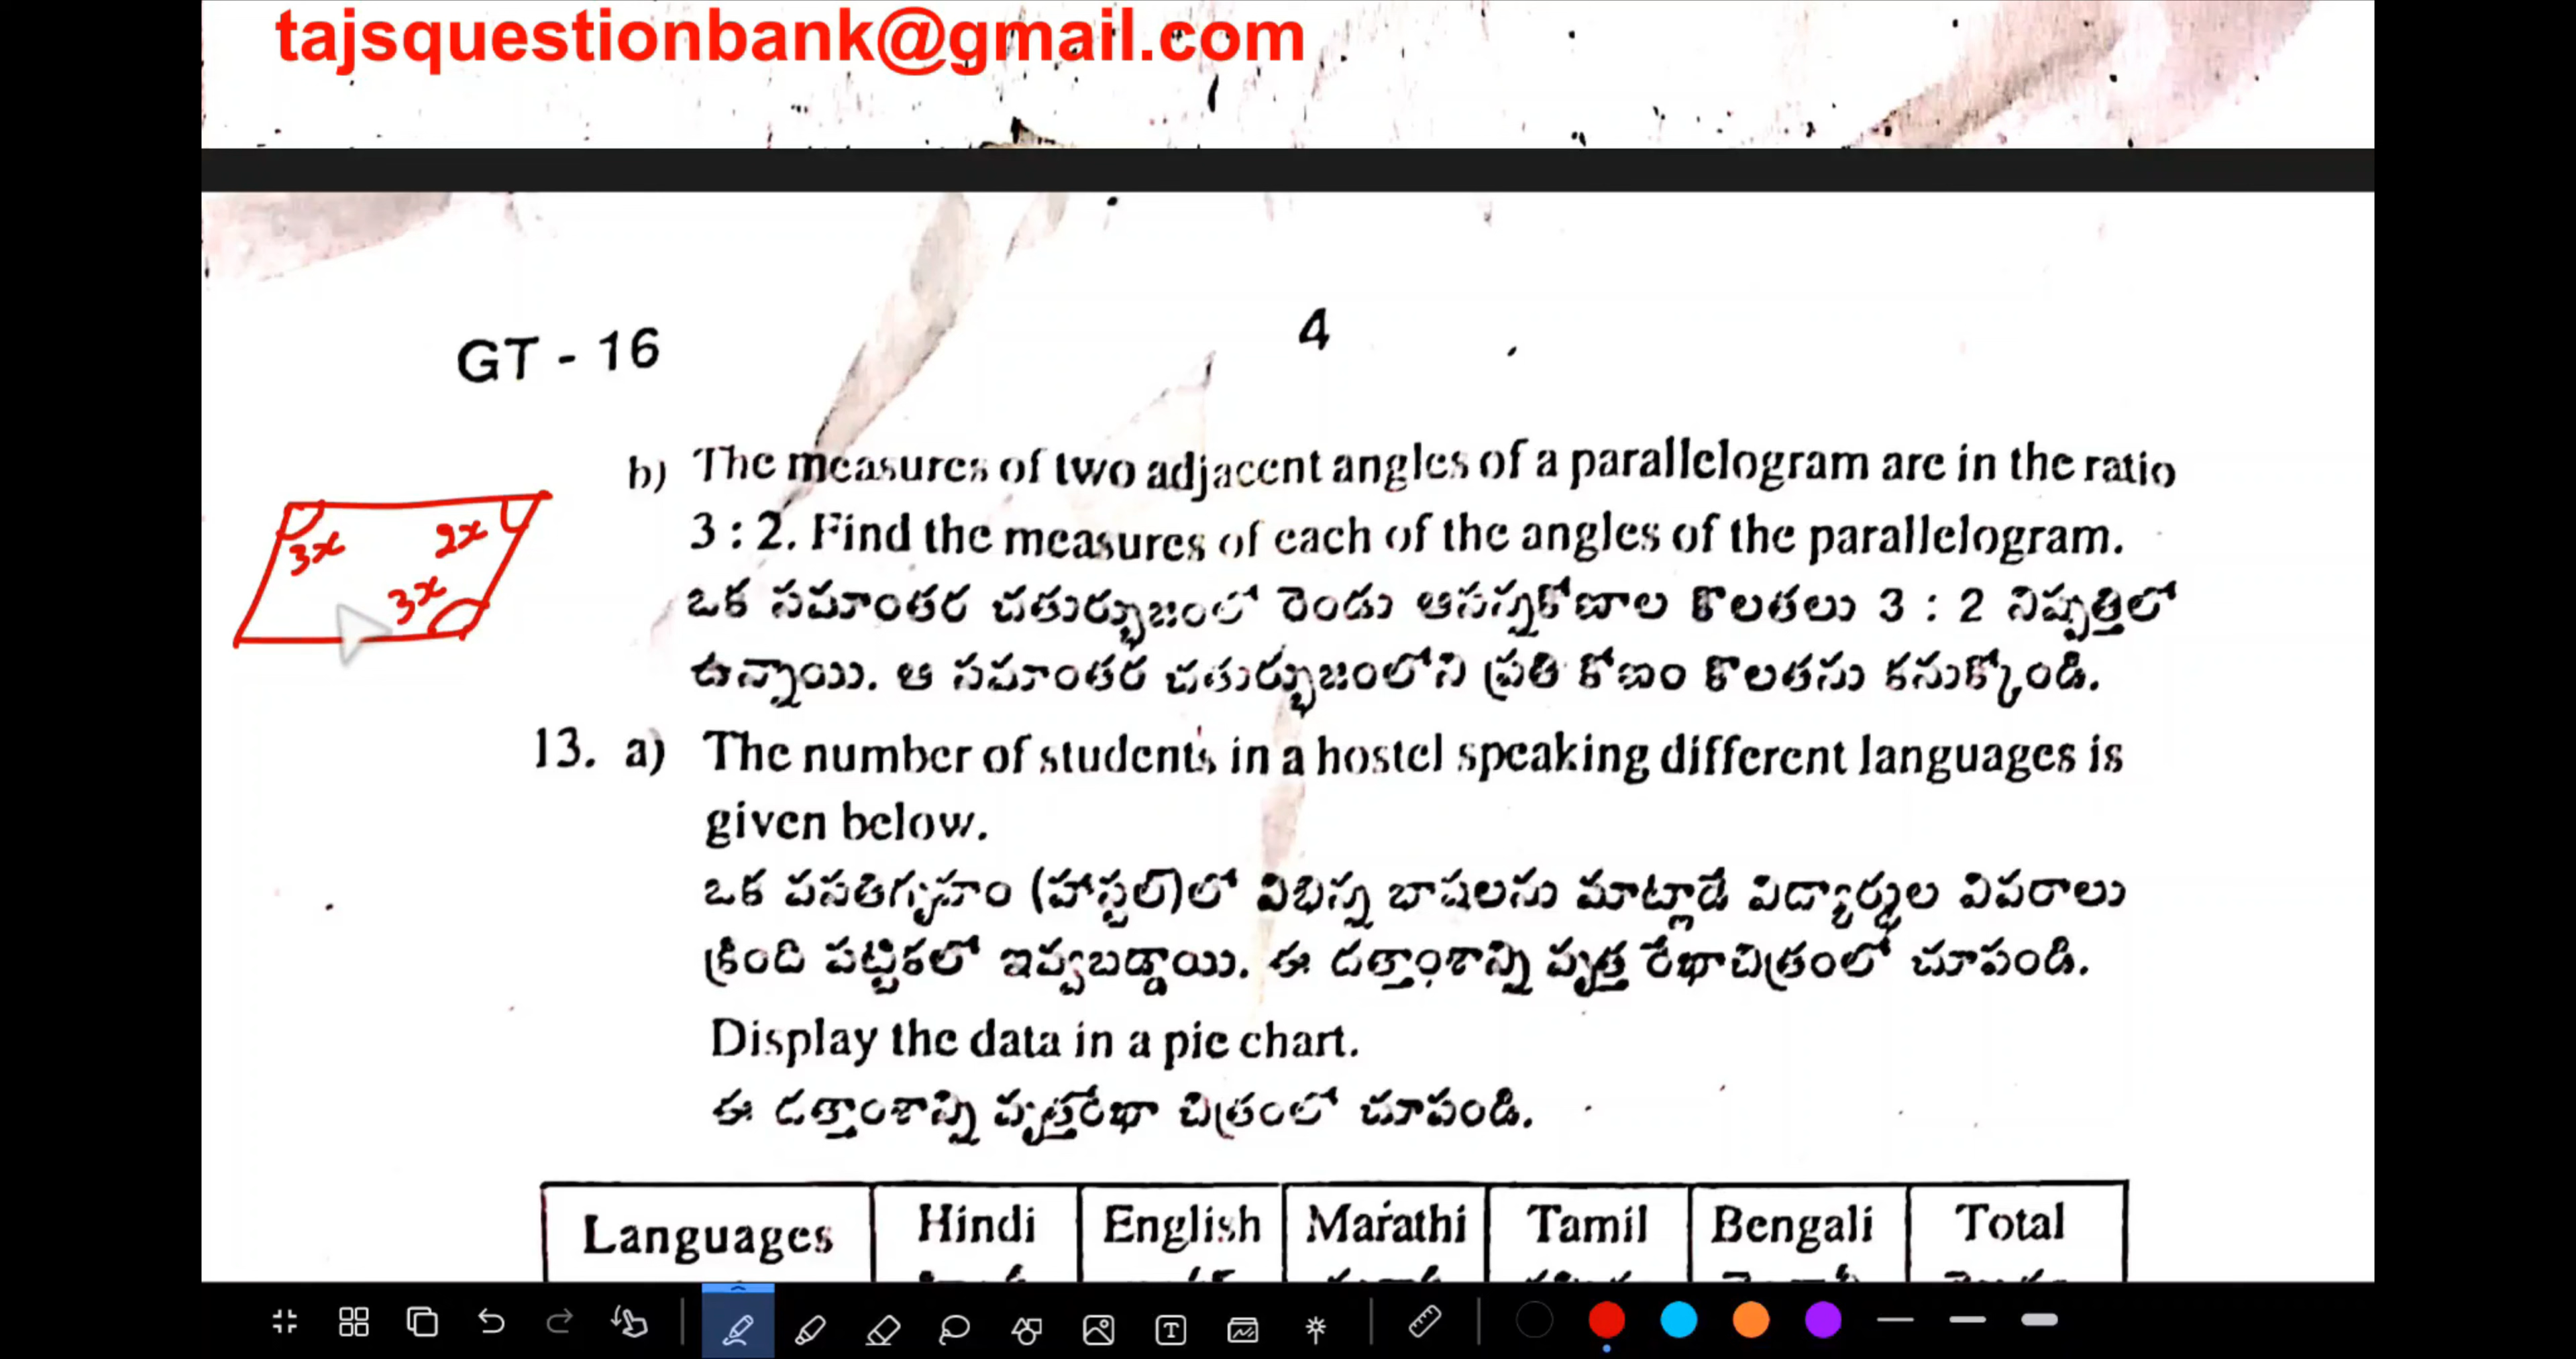 tajsquestionbank@gmail.com
GT - 16
4
b) The measures of two adjacent angles of a parallelogram are in the ratio
3 : 2. Find the measures of each of the angles of the parallelogram.
ఒక సమాంతర చతుర్భుజంలో రెండు ఆసన్నకోణాల కొలతలు 3 : 2 నిష్పత్తిలో
ఉన్నాయి. ఆ సమాంతర చతుర్భుజంలోని ప్రతి కోణం కొలతను కనుక్కోండి.
3x
2x
3x
13. a) The number of students in a hostel speaking different languages is
given below.
ఒక వసతిగృహం (హాస్టల్)లో విభిన్న భాషలను మాట్లాడే విద్యార్థుల వివరాలు
క్రింది పట్టికలో ఇవ్వబడ్డాయి. ఈ దత్తాంశాన్ని వృత్త రేఖాచిత్రంలో చూపండి.
Display the data in a pie chart.
ఈ దత్తాంశాన్ని వృత్తరేఖా చిత్రంలో చూపండి.
Languages Hindi English Marathi Tamil Bengali Total